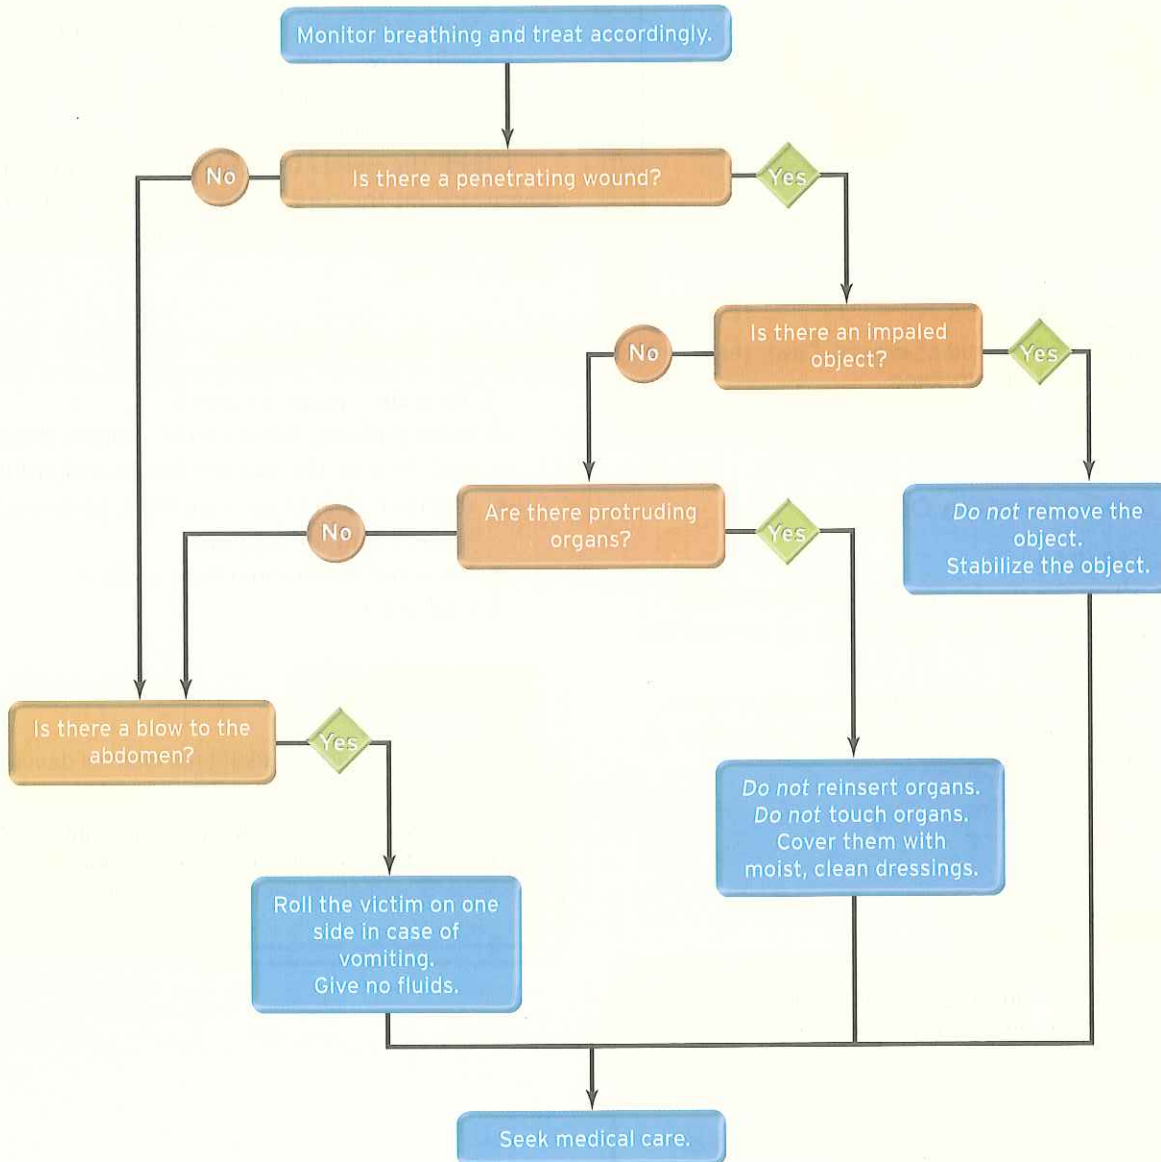 Monitor breathing and treat accordingly.
No
Is there a penetrating wound?
Yes
Is there an impaled
object?
No
Yes
Are there protruding
organs?
No
Yes
Do not remove the
object.
Stabilize the object.
Is there a blow to the
abdomen?
Yes
Do not reinsert organs.
Do not touch organs.
Cover them with
moist, clean dressings.
Roll the victim on one
side in case of
vomiting.
Give no fluids.
Seek medical care.